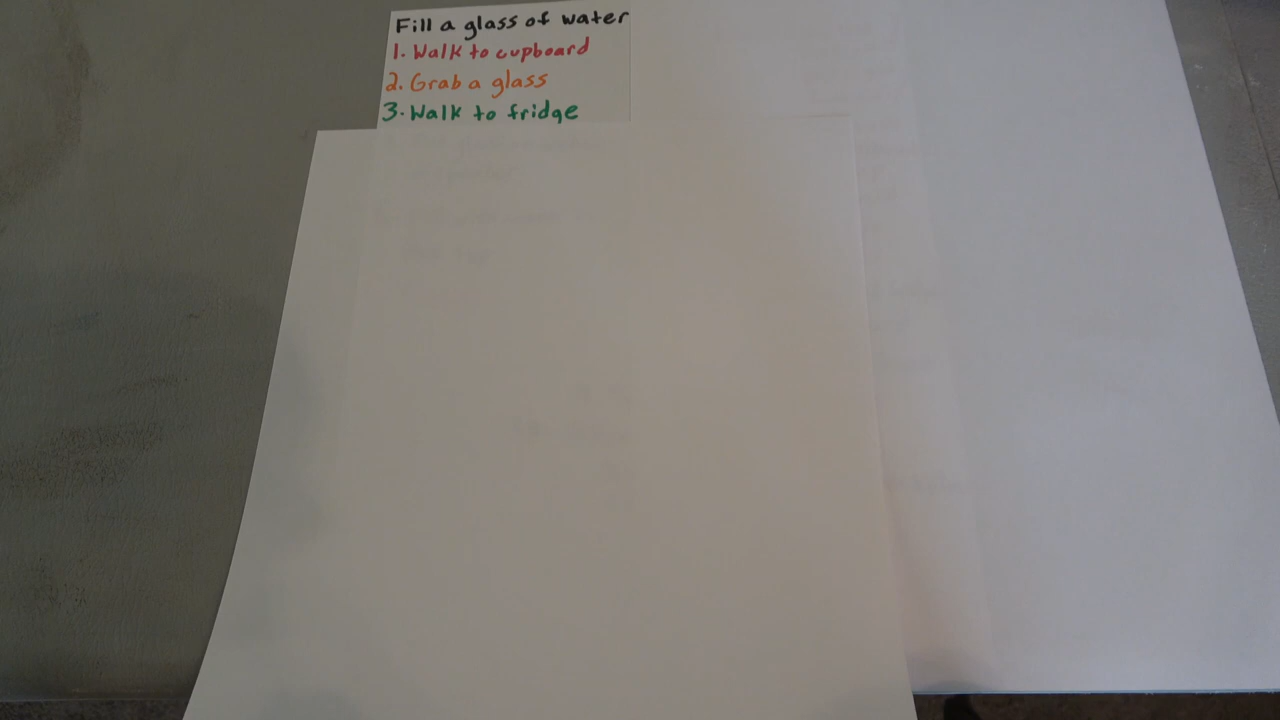 Fill a glass of water
1. Walk to cupboard
2. Grab a glass
3. Walk to fridge